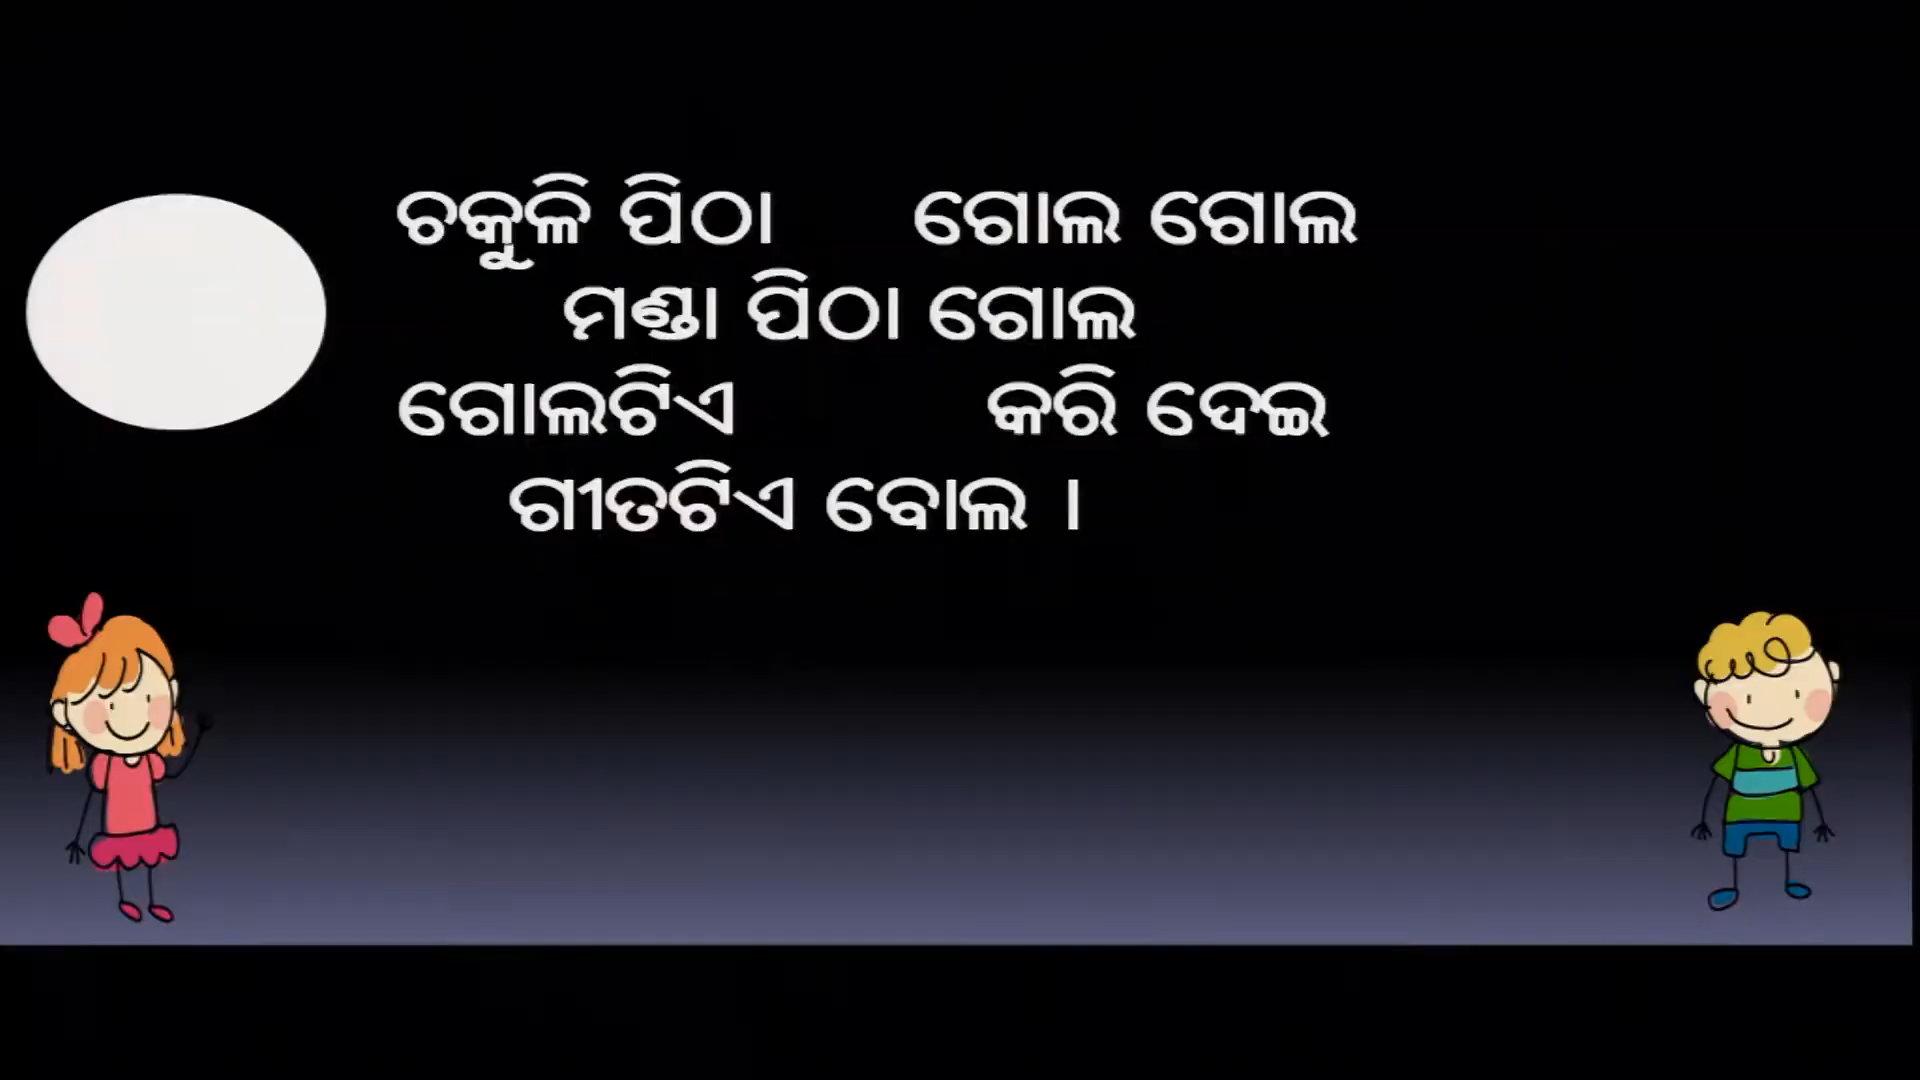 ଚକୁଳି ପିଠା ଗୋଲ ଗୋଲ
ମଣ୍ଡା ପିଠା ଗୋଲ
ଗୋଲଟିଏ କରି ଦେଇ
ଗୀତଟିଏ ବୋଲ ।